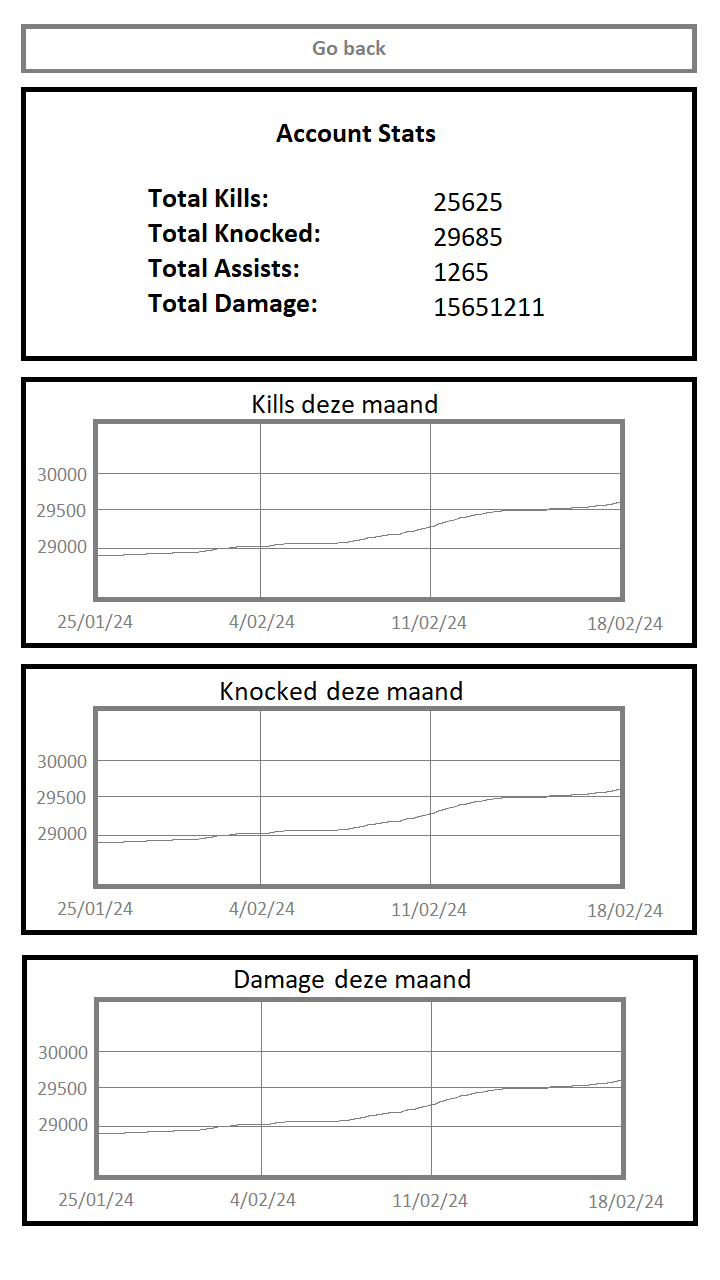 Go back
Account Stats
Total Kills: 25625
Total Knocked: 29685
Total Assists: 1265
Total Damage: 15651211
Kills deze maand
30000
29500
29000
25/01/24 4/02/24 11/02/24 18/02/24
Knocked deze maand
30000
29500
29000
25/01/24 4/02/24 11/02/24 18/02/24
Damage deze maand
30000
29500
29000
25/01/24 4/02/24 11/02/24 18/02/24